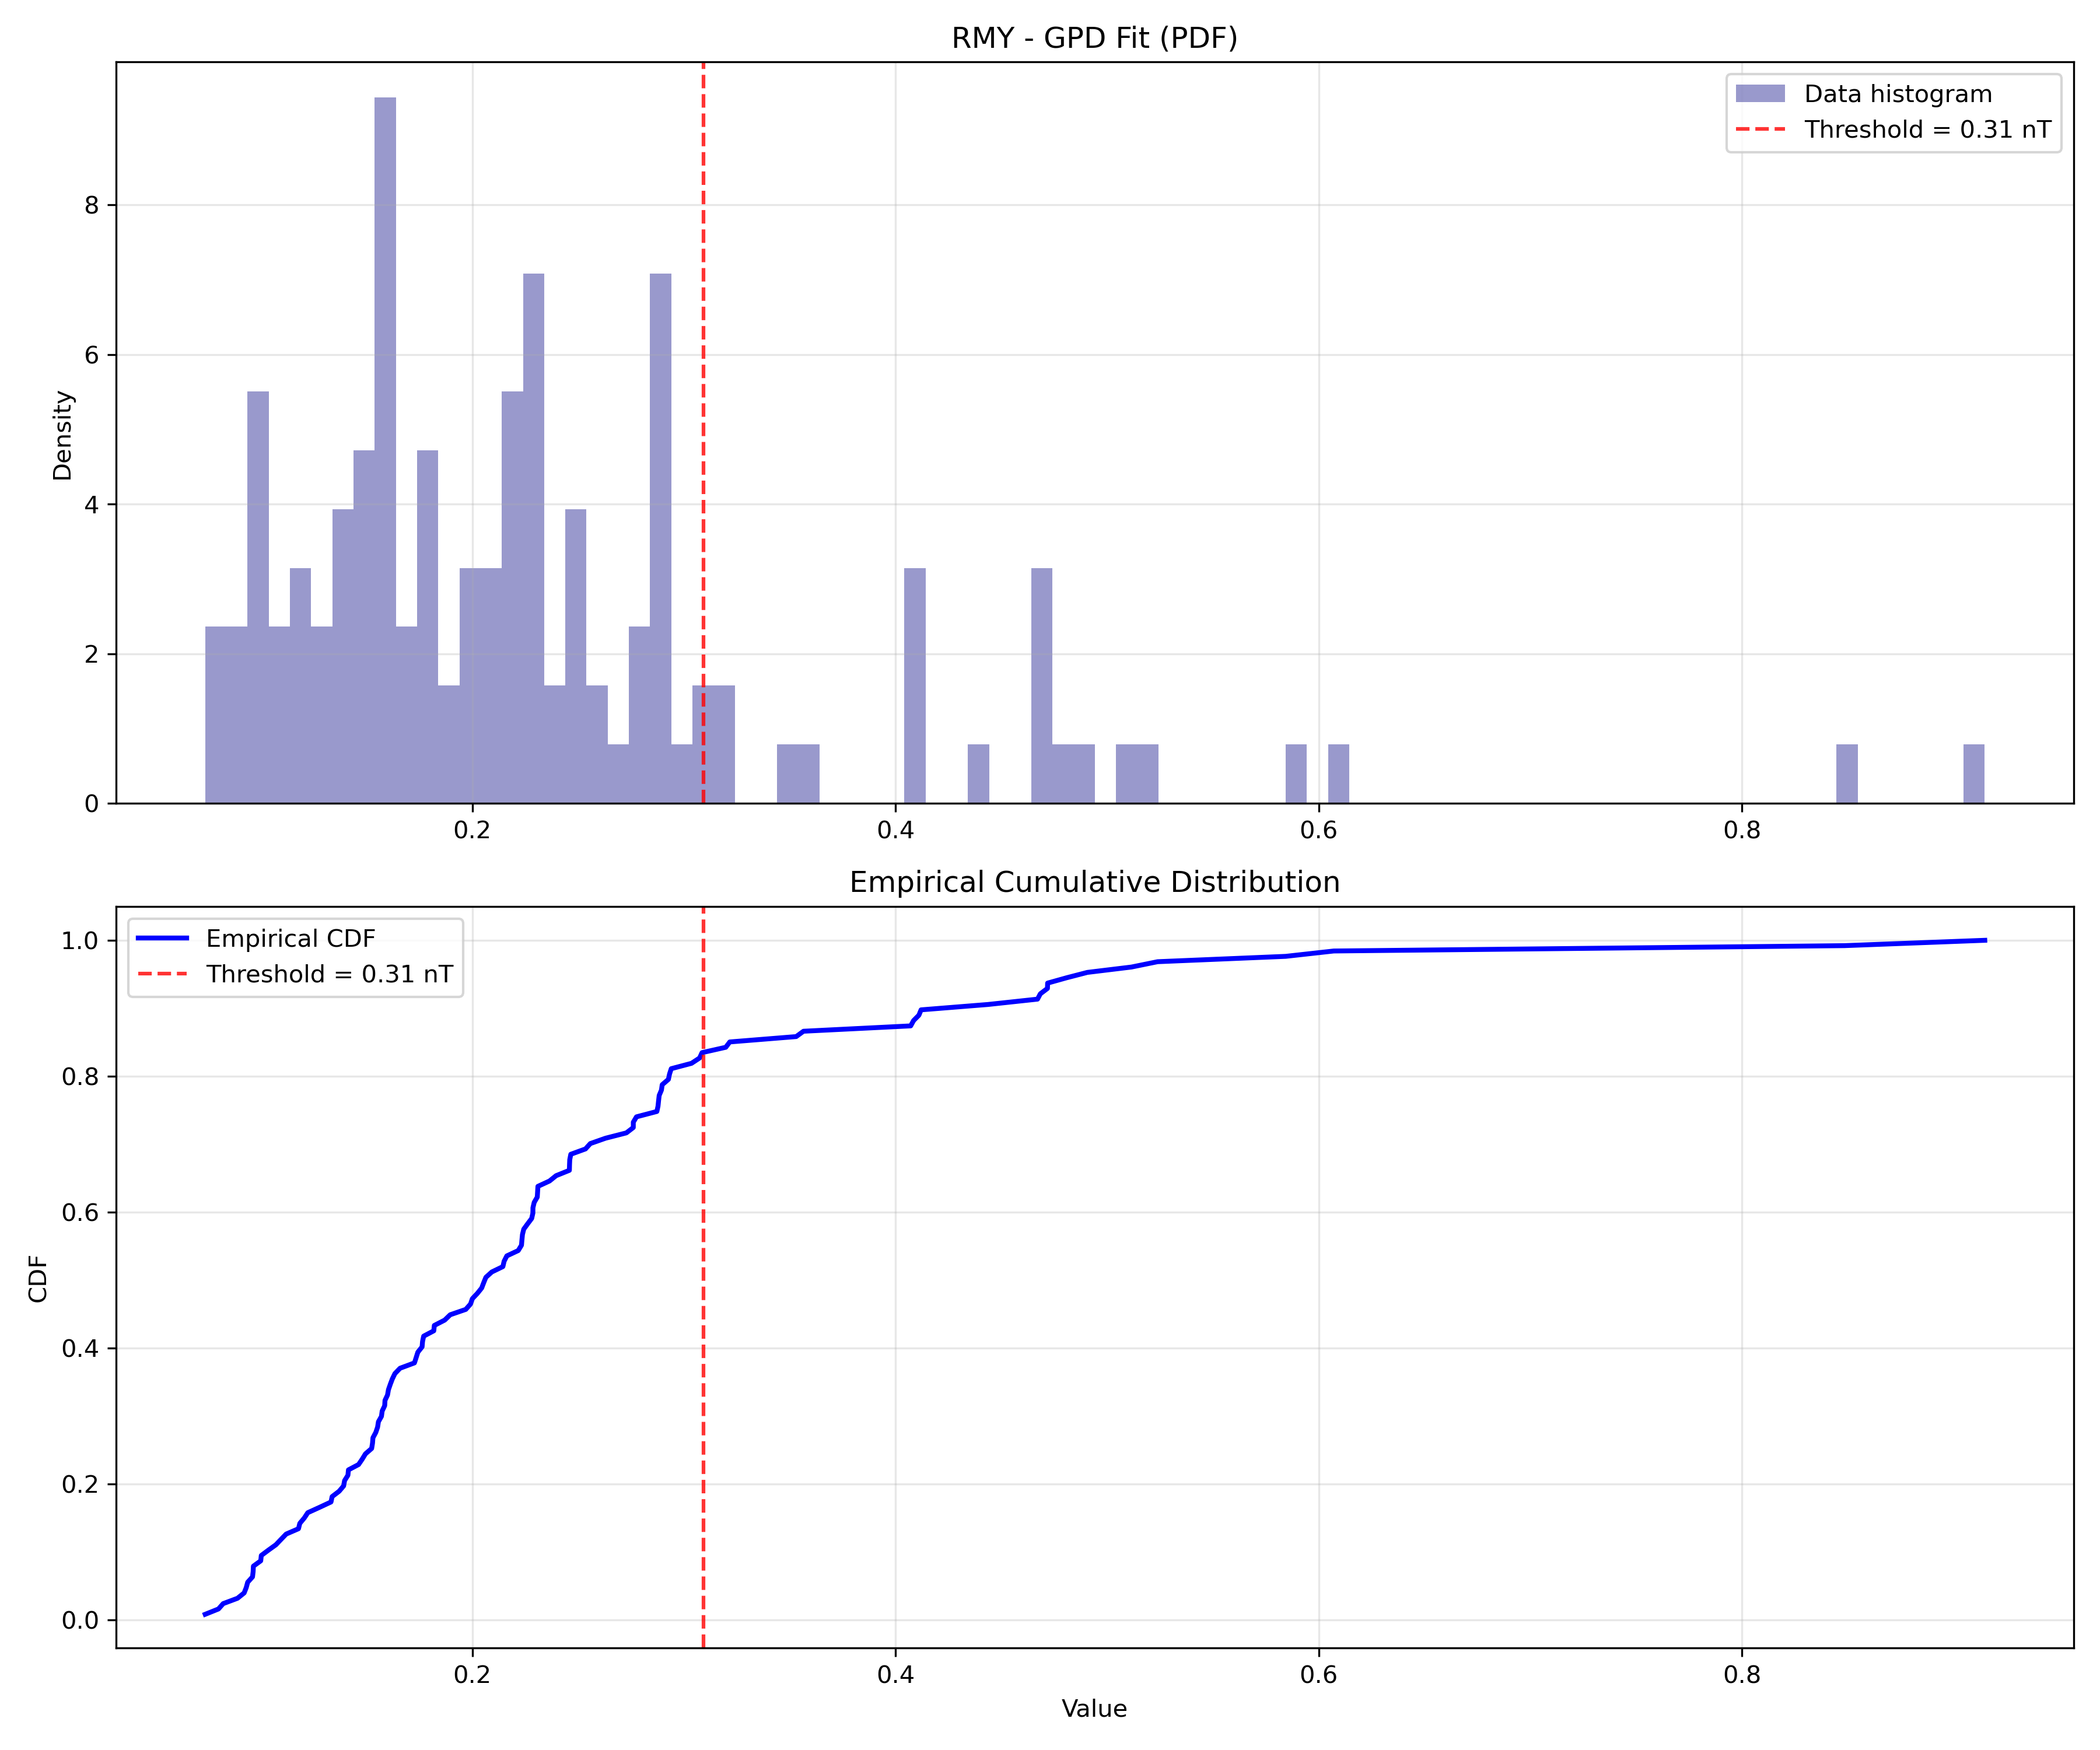 RMY - GPD Fit (PDF)
Data histogram
Threshold = 0.31 nT
Density
8
6
4
2
0
0.2 0.4 0.6 0.8
Empirical Cumulative Distribution
Empirical CDF
Threshold = 0.31 nT
CDF
1.0
0.8
0.6
0.4
0.2
0.0
0.2 0.4 0.6 0.8
Value